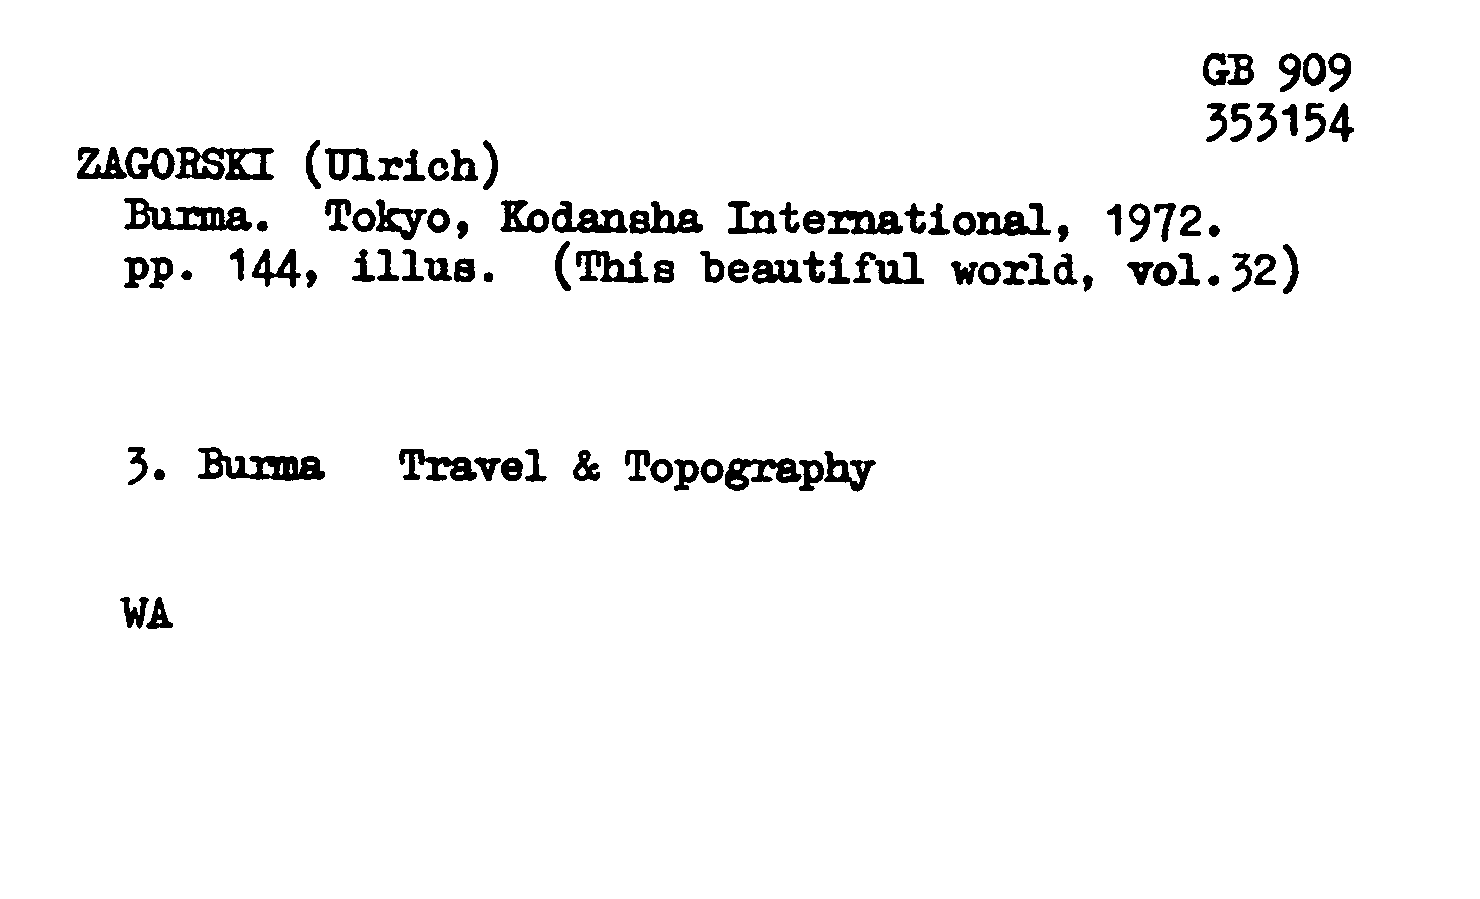 GB 909
353154
ZAGORSKI (Ulrich)
Burma. Tokyo, Kodansha International, 1972.
pp. 144, illus. (This beautiful world, vol.32)
3. Burma Travel & Topography
WA